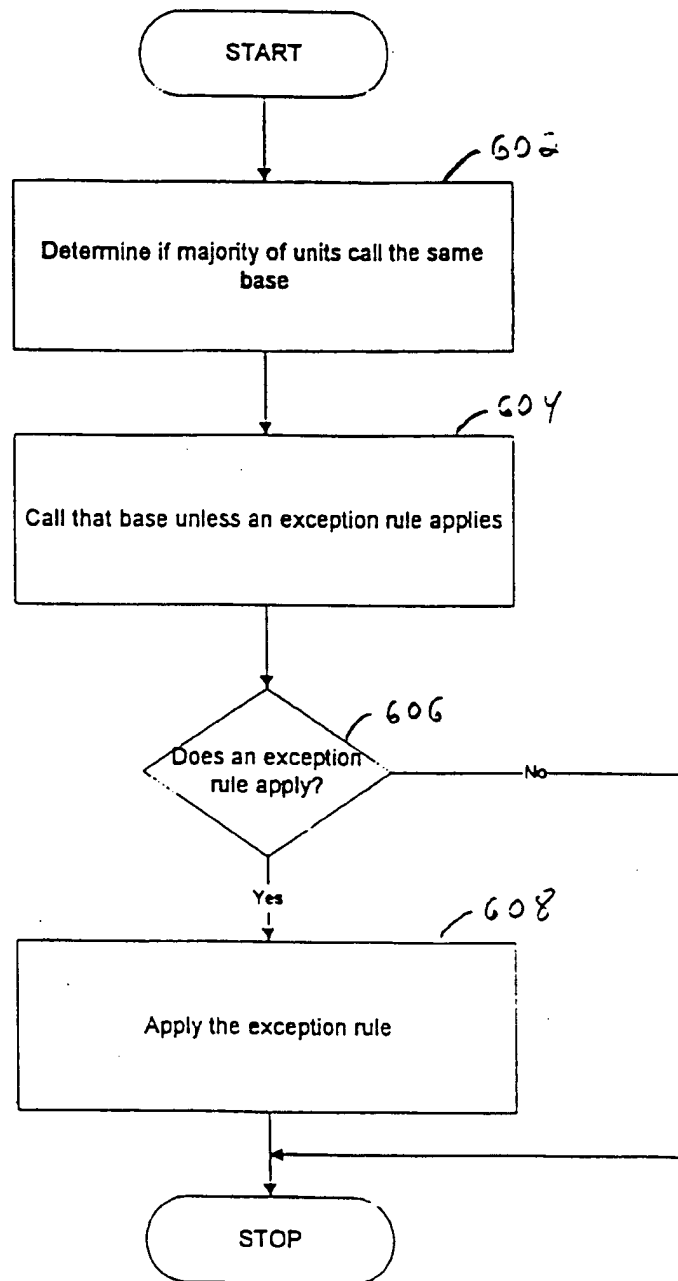 START
602
Determine if majority of units call the same
base
604
Call that base unless an exception rule applies
606
Does an exception
rule apply?
No
Yes
608
Apply the exception rule
STOP